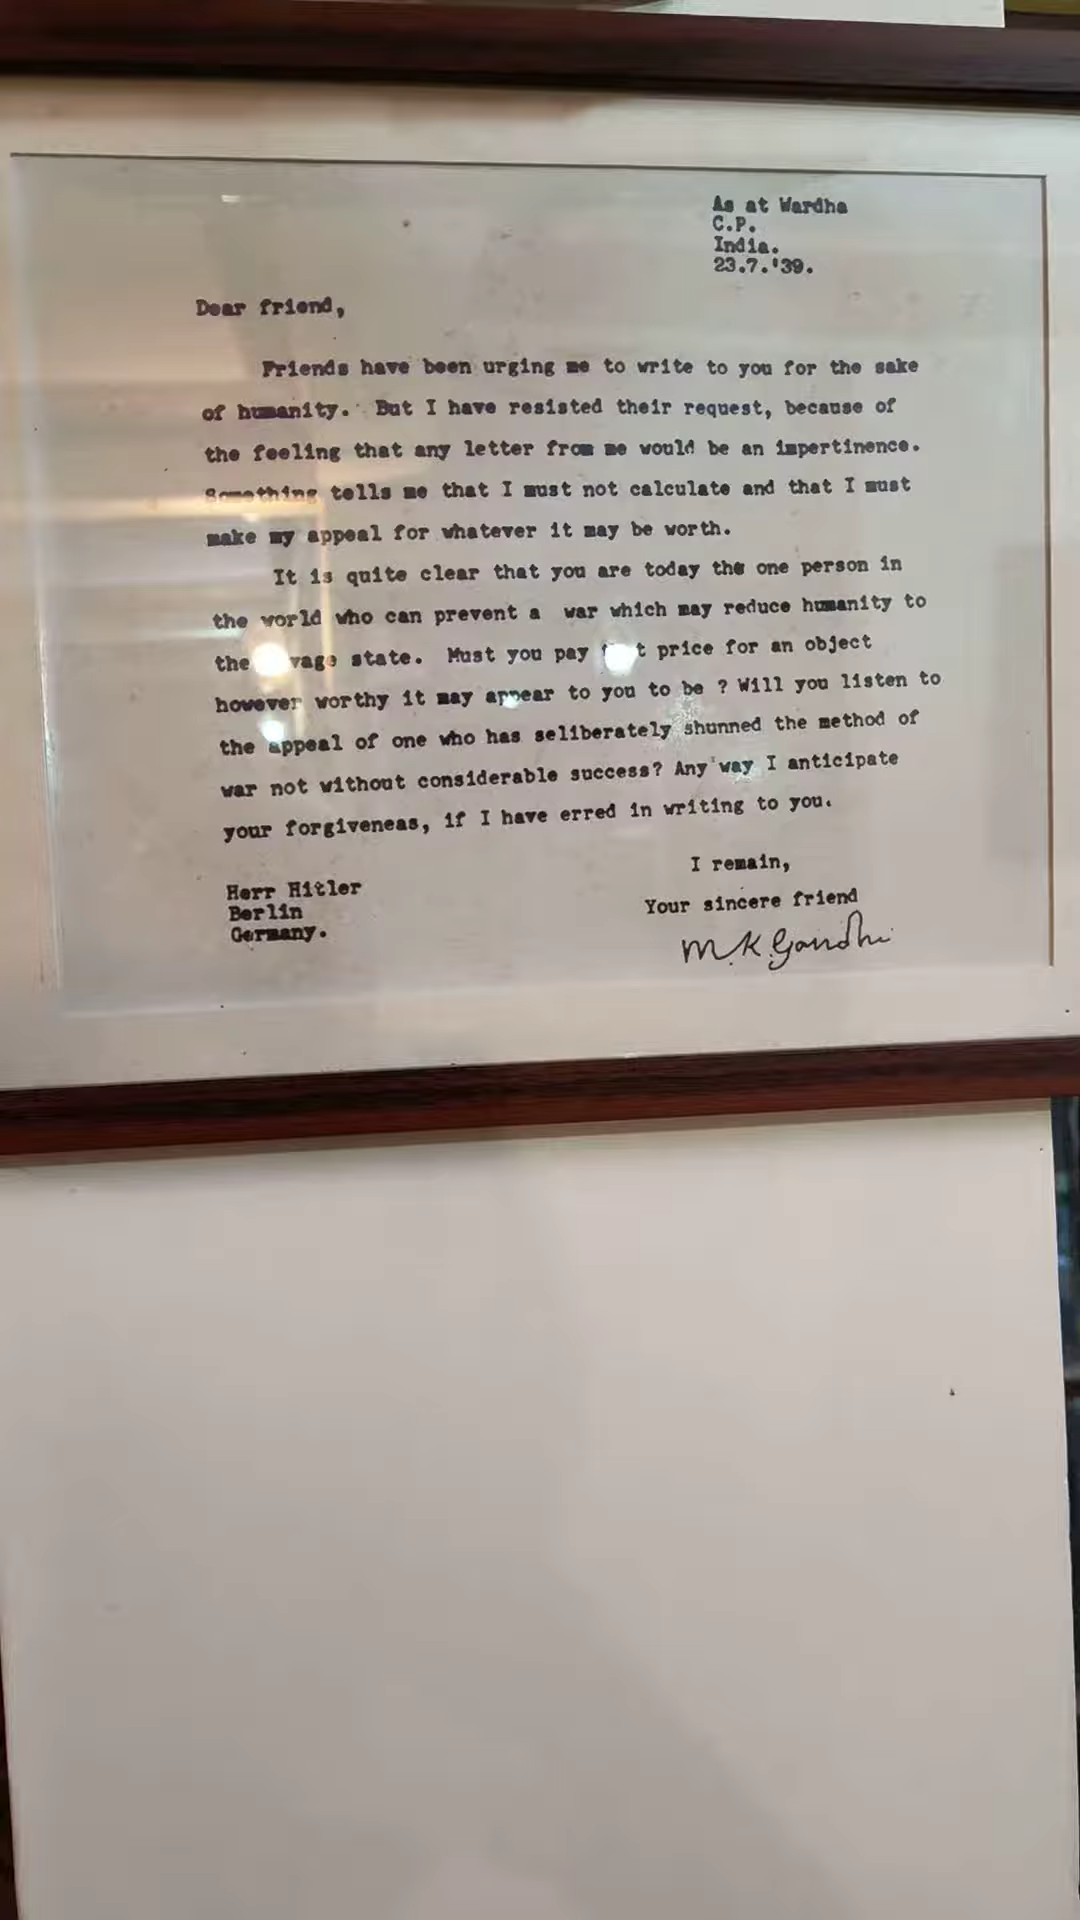 As at Wardha
C.P.
India.
23.7.'39.
Dear friend,
Friends have been urging me to write to you for the sake
of humanity. But I have resisted their request, because of
the feeling that any letter from me would be an impertinence.
Something tells me that I must not calculate and that I must
make my appeal for whatever it may be worth.
It is quite clear that you are today the one person in
the world who can prevent a war which may reduce humanity to
the state. Must you pay price for an object
however worthy it may appear to you to be ? Will you listen to
the appeal of one who has seliberately shunned the method of
war not without considerable success? Any way I anticipate
your forgiveneas, if I have erred in writing to you.
I remain,
Your sincere friend
M.K.Gandhi
Herr Hitler
Berlin
Germany.